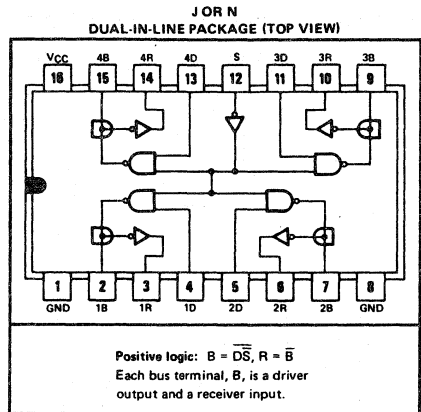 J OR N
DUAL-IN-LINE PACKAGE (TOP VIEW)
VCC 4B 4R 4D S 3D 3R 3B
16 15 14 13 12 11 10 9
1 2 3 4 5 6 7 8
GND 1B 1R 1D 2D 2R 2B GND
Positive logic: B = D̅S̅̅, R = B̅
Each bus terminal, B, is a driver
output and a receiver input.